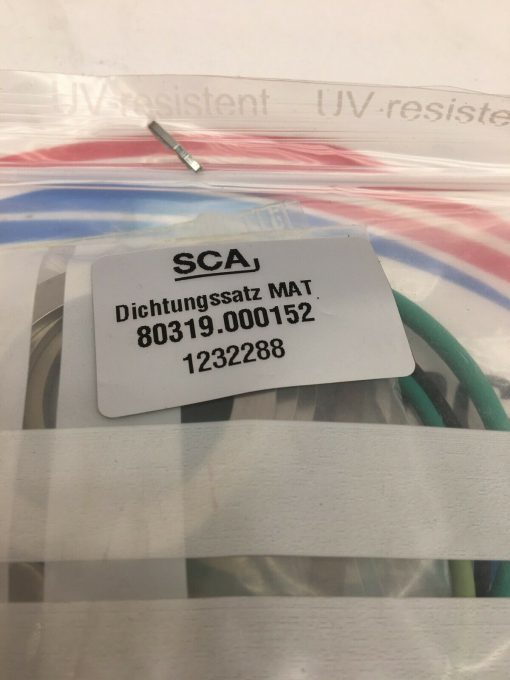 UV-resistent UV-resiste
SCA
Dichtungssatz MAT
80319.000152
1232288